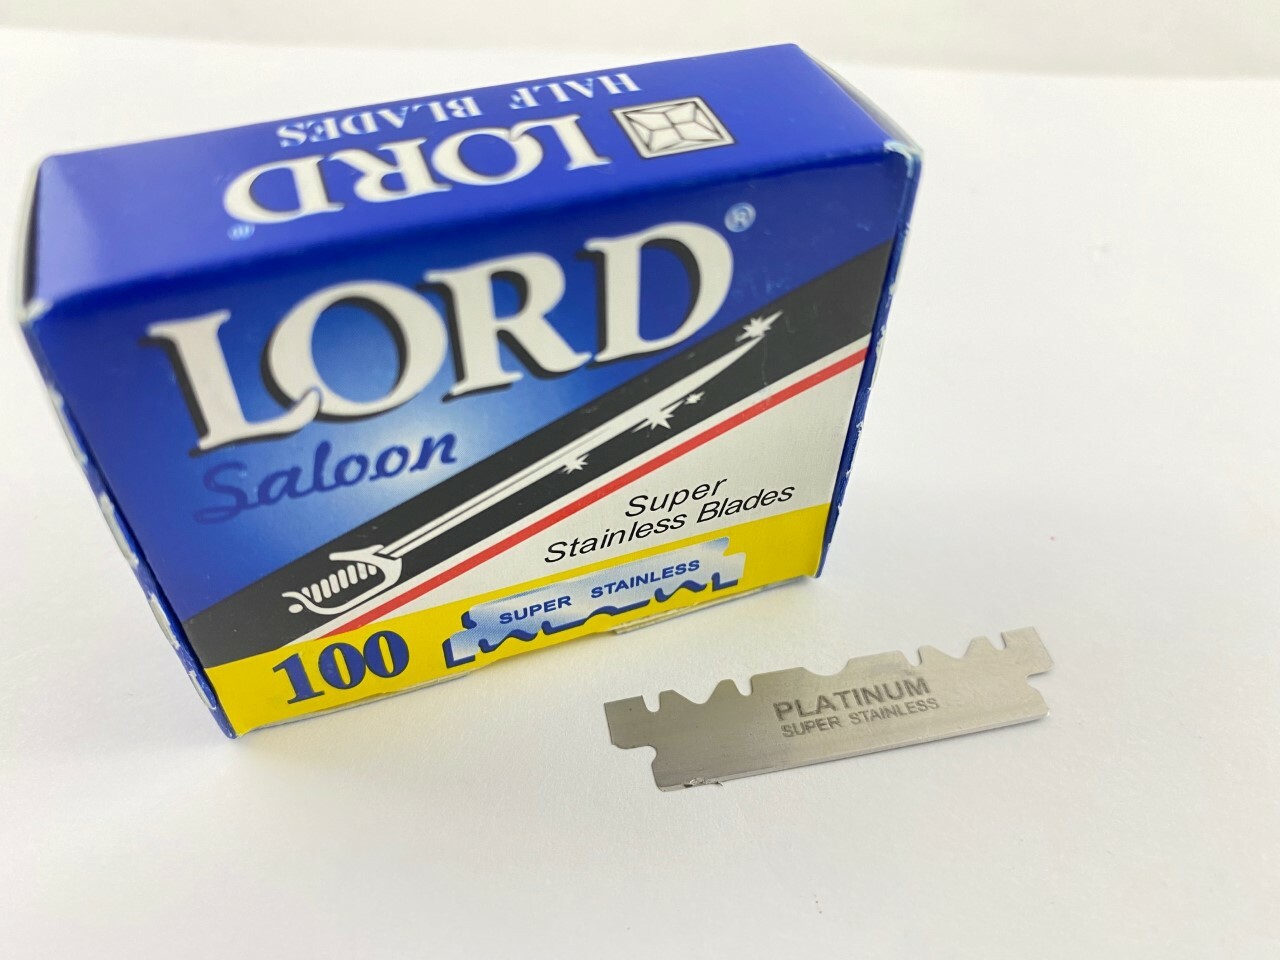 HALF BLADES
LORD®
LORD®
Saloon
Super
Stainless Blades
100
SUPER STAINLESS
PLATINUM
SUPER STAINLESS